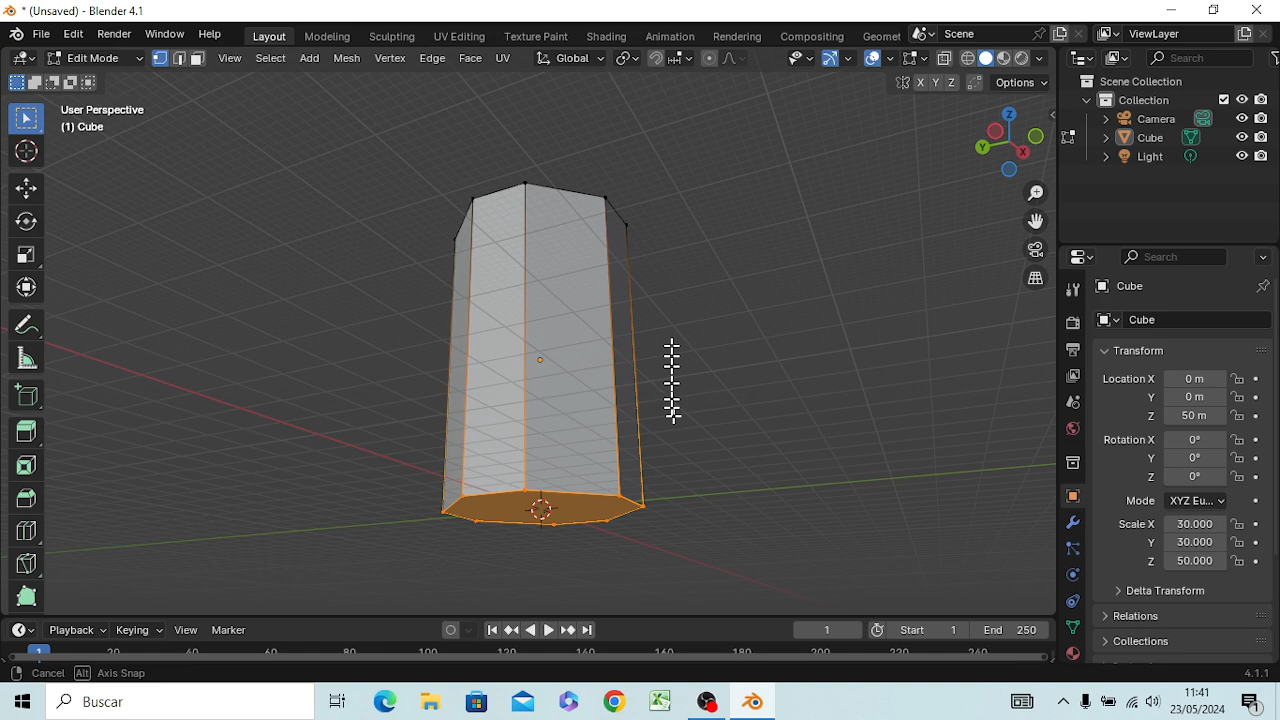 * (Unsaved) - Blender 4.1
File Edit Render Window Help
Layout Modeling Sculpting UV Editing Texture Paint Shading Animation Rendering Compositing Geomet
Scene ViewLayer
Edit Mode View Select Add Mesh Vertex Edge Face UV Global
Search
X Y Z Options
Scene Collection
Collection
Camera
Cube
Light
User Perspective
(1) Cube
Z
Y
X
Search
Cube
Cube
Transform
Location X 0 m
Y 0 m
Z 50 m
Rotation X 0°
Y 0°
Z 0°
Mode XYZ Eu...
Scale X 30.000
Y 30.000
Z 50.000
Delta Transform
Relations
Collections
Playback Keying View Marker 1 Start 1 End 250
1 20 40 60 80 100 120 140 160 180 200 220 240
Cancel Alt Axis Snap 4.1.1
Buscar
11:41
23/05/2024
1